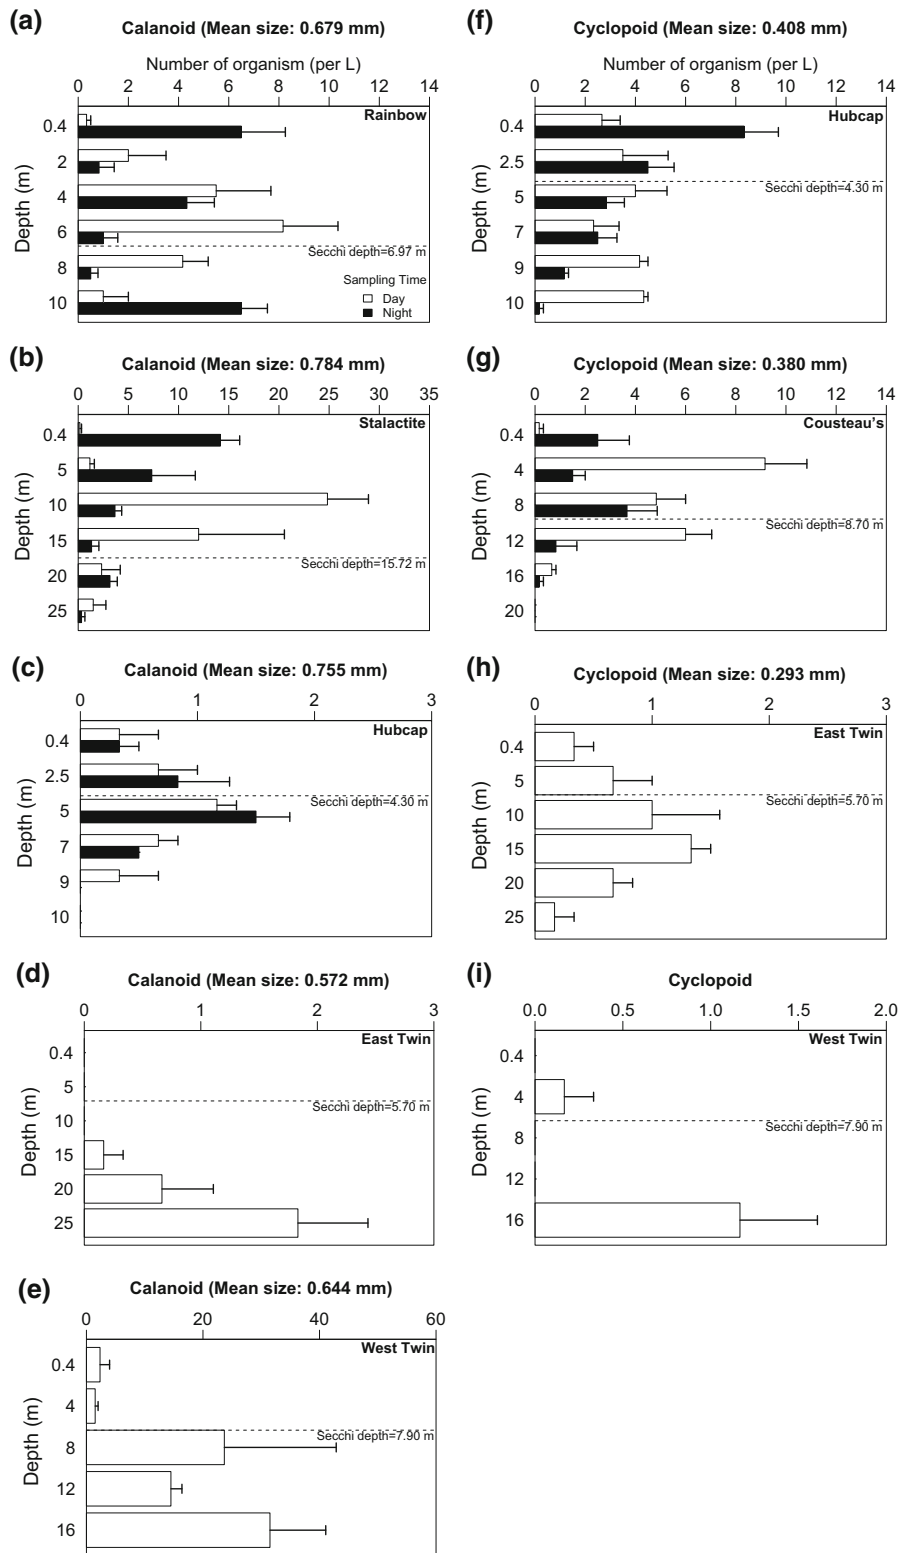 (a)
Calanoid (Mean size: 0.679 mm)
Number of organism (per L)
0 2 4 6 8 10 12 14
Rainbow
Depth (m)
0.4
2
4
6
8
10
Secchi depth=6.97 m
Sampling Time
Day
Night
(b)
Calanoid (Mean size: 0.784 mm)
0 5 10 15 20 25 30 35
Stalactite
Depth (m)
0.4
5
10
15
20
25
Secchi depth=15.72 m
(c)
Calanoid (Mean size: 0.755 mm)
0 1 2 3
Hubcap
Depth (m)
0.4
2.5
5
7
9
10
Secchi depth=4.30 m
(d)
Calanoid (Mean size: 0.572 mm)
0 1 2 3
East Twin
Depth (m)
0.4
5
10
15
20
25
Secchi depth=5.70 m
(e)
Calanoid (Mean size: 0.644 mm)
0 20 40 60
West Twin
Depth (m)
0.4
4
8
12
16
Secchi depth=7.90 m
(f)
Cyclopoid (Mean size: 0.408 mm)
Number of organism (per L)
0 2 4 6 8 10 12 14
Hubcap
Depth (m)
0.4
2.5
5
7
9
10
Secchi depth=4.30 m
(g)
Cyclopoid (Mean size: 0.380 mm)
0 2 4 6 8 10 12 14
Cousteau's
Depth (m)
0.4
4
8
12
16
20
Secchi depth=8.70 m
(h)
Cyclopoid (Mean size: 0.293 mm)
0 1 2 3
East Twin
Depth (m)
0.4
5
10
15
20
25
Secchi depth=5.70 m
(i)
Cyclopoid
0.0 0.5 1.0 1.5 2.0
West Twin
Depth (m)
0.4
4
8
12
16
Secchi depth=7.90 m